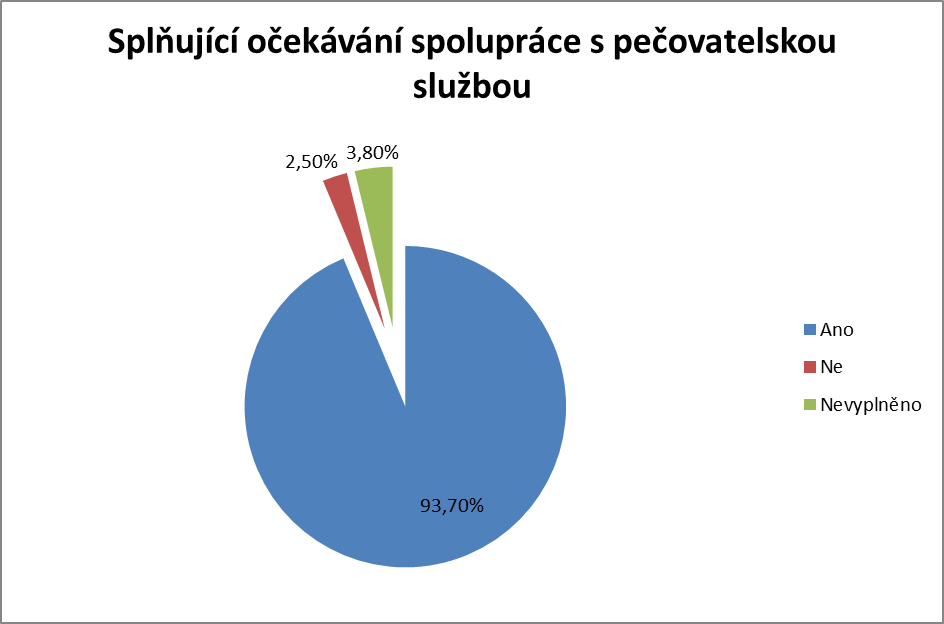 Splňující očekávání spolupráce s pečovatelskou
službou
2,50%
3,80%
93,70%
Ano
Ne
Nevyplněno